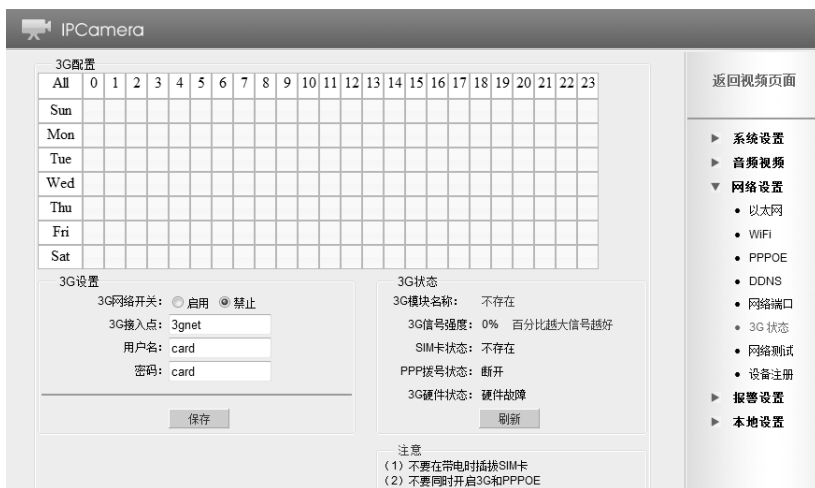 IPCamera
3G配置
All 0 1 2 3 4 5 6 7 8 9 10 11 12 13 14 15 16 17 18 19 20 21 22 23
Sun
Mon
Tue
Wed
Thu
Fri
Sat
3G设置
3G网络开关: 启用 禁止
3G接入点: 3gnet
用户名: card
密码: card
保存
3G状态
3G模块名称: 不存在
3G信号强度: 0% 百分比越大信号越好
SIM卡状态: 不存在
PPP拨号状态: 断开
3G硬件状态: 硬件故障
刷新
注意
(1) 不要在带电时插拔SIM卡
(2) 不要同时开启3G和PPPOE
返回视频页面
系统设置
音频视频
网络设置
以太网
WiFi
PPPOE
DDNS
网络端口
3G 状态
网络测试
设备注册
报警设置
本地设置